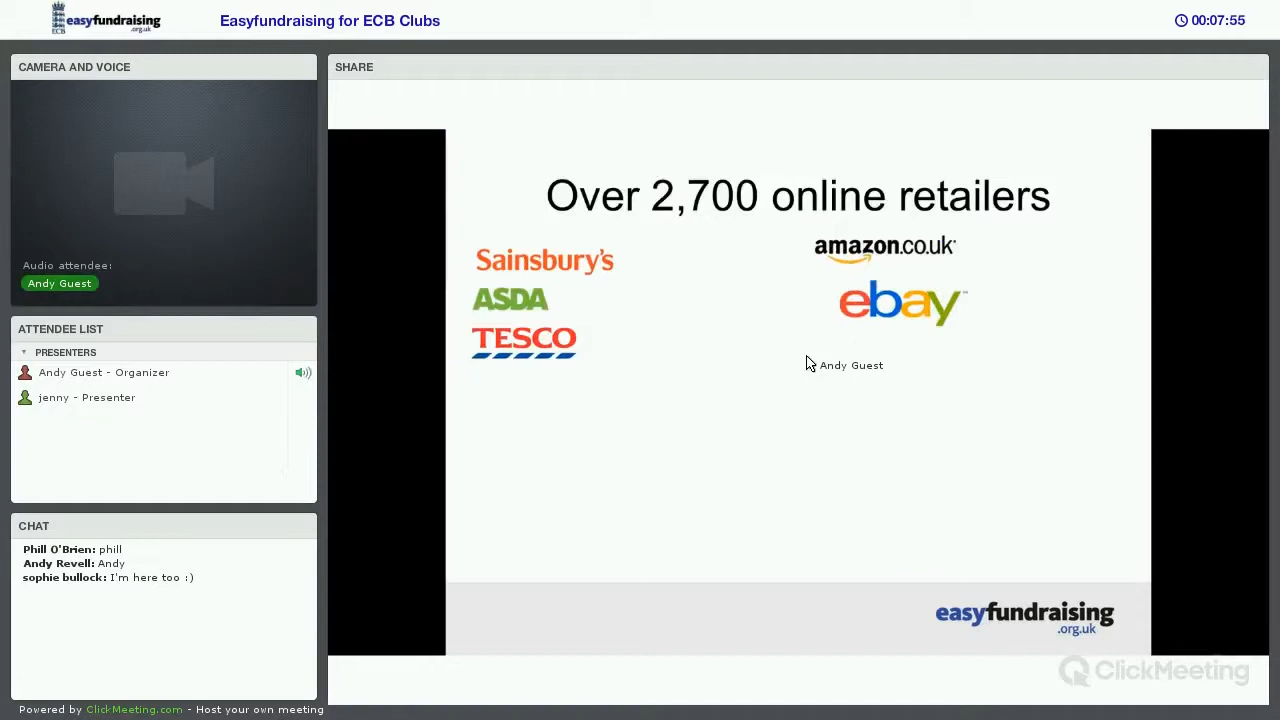 easyfundraising
.org.uk
ECB
Easyfundraising for ECB Clubs
00:07:55
CAMERA AND VOICE
Audio attendee:
Andy Guest
ATTENDEE LIST
PRESENTERS
Andy Guest - Organizer
jenny - Presenter
CHAT
Phill O'Brien: phill
Andy Revell: Andy
sophie bullock: I'm here too :)
Powered by ClickMeeting.com - Host your own meeting
SHARE
Over 2,700 online retailers
Sainsbury's
ASDA
TESCO
amazon.co.uk
ebay™
Andy Guest
easyfundraising
.org.uk
ClickMeeting